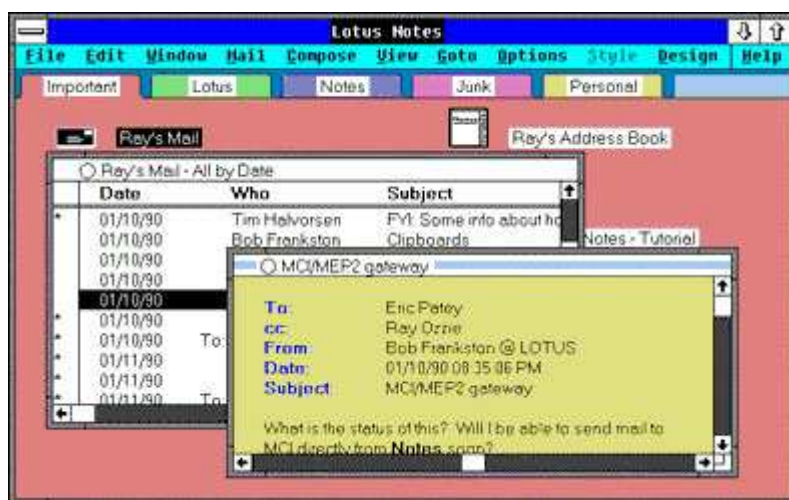 Lotus Notes
File Edit Window Mail Compose View Goto Options Style Design Help
Important Lotus Notes Junk Personal
Ray's Mail Ray's Address Book
Ray's Mail - All by Date
Date Who Subject
* 01/10/90 Tim Halvorsen FYI: Some info about
01/10/90 Bob Frankston Clipboards
Notes - Tutorial
01/10/90
01/10/90
01/10/90
* 01/10/90
* 01/10/90 To:
* 01/11/90
* 01/11/90
* 01/11/90 To
MCI/MEP2 gateway
To: Eric Patey
cc: Ray Ozzie
From: Bob Frankston @ LOTUS
Date: 01/10/90 08:35:06 PM
Subject: MCI/MEP2 gateway
What is the status of this? Will I be able to send mail to
MCI directly from Notes soon?